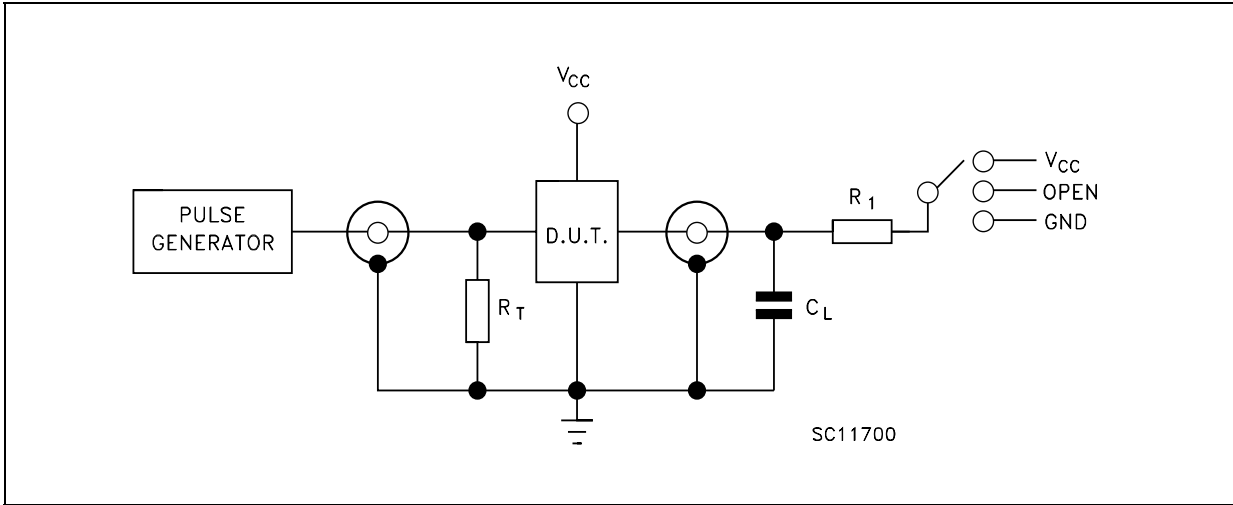 VCC
PULSE
GENERATOR
D.U.T.
RT
R1
CL
VCC
OPEN
GND
SC11700